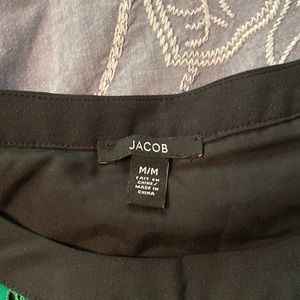 JACOB
M/M
FAIT EN
CHINE/
MADE IN
CHINA